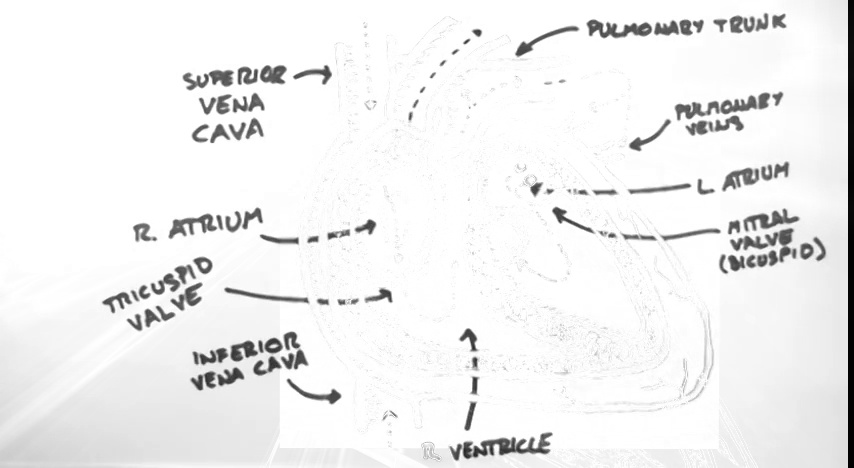 PULMONARY TRUNK
SUPERIOR
VENA
CAVA
PULMONARY
VEINS
L. ATRIUM
R. ATRIUM
MITRAL
VALVE
(BICUSPID)
TRICUSPID
VALVE
INFERIOR
VENA CAVA
R. VENTRICLE